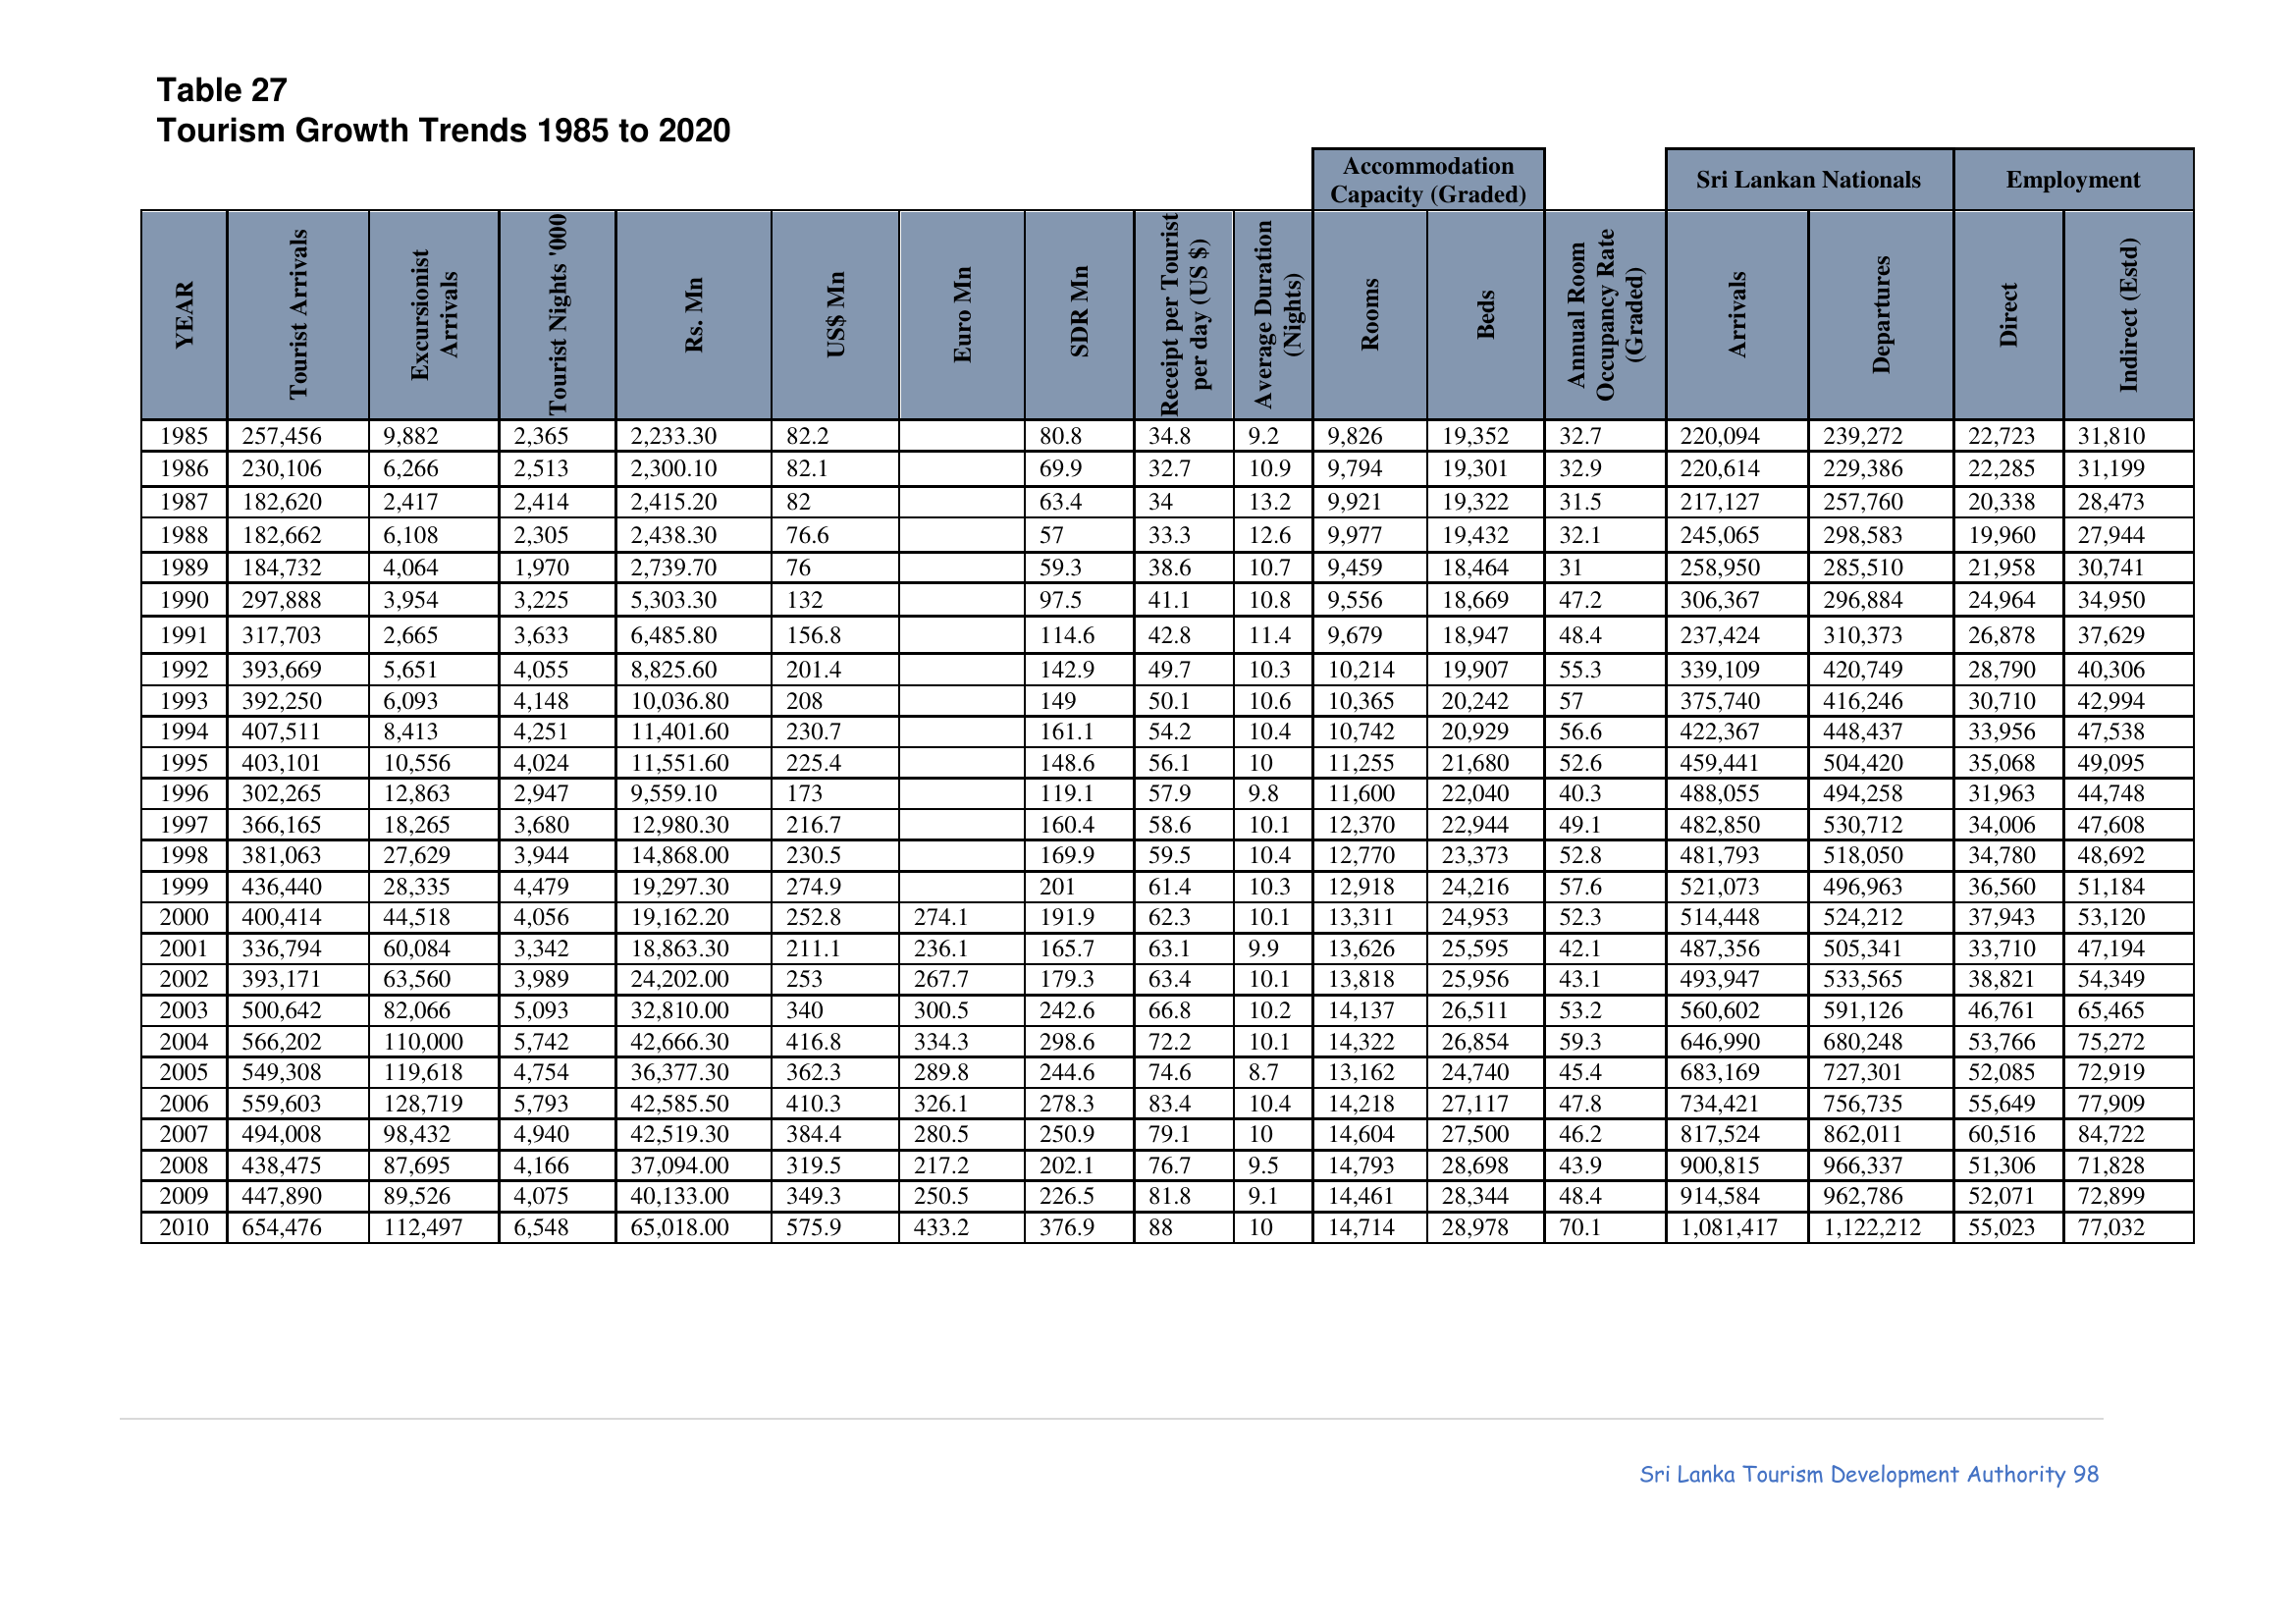 Table 27
Tourism Growth Trends 1985 to 2020
Accommodation Capacity (Graded) Sri Lankan Nationals Employment
YEAR Tourist Arrivals Excursionist Arrivals Tourist Nights '000 Rs. Mn US$ Mn Euro Mn SDR Mn Receipt per Tourist per day (US $) Average Duration (Nights) Rooms Beds Annual Room Occupancy Rate (Graded) Arrivals Departures Direct Indirect (Estd)
1985 257,456 9,882 2,365 2,233.30 82.2 80.8 34.8 9.2 9,826 19,352 32.7 220,094 239,272 22,723 31,810
1986 230,106 6,266 2,513 2,300.10 82.1 69.9 32.7 10.9 9,794 19,301 32.9 220,614 229,386 22,285 31,199
1987 182,620 2,417 2,414 2,415.20 82 63.4 34 13.2 9,921 19,322 31.5 217,127 257,760 20,338 28,473
1988 182,662 6,108 2,305 2,438.30 76.6 57 33.3 12.6 9,977 19,432 32.1 245,065 298,583 19,960 27,944
1989 184,732 4,064 1,970 2,739.70 76 59.3 38.6 10.7 9,459 18,464 31 258,950 285,510 21,958 30,741
1990 297,888 3,954 3,225 5,303.30 132 97.5 41.1 10.8 9,556 18,669 47.2 306,367 296,884 24,964 34,950
1991 317,703 2,665 3,633 6,485.80 156.8 114.6 42.8 11.4 9,679 18,947 48.4 237,424 310,373 26,878 37,629
1992 393,669 5,651 4,055 8,825.60 201.4 142.9 49.7 10.3 10,214 19,907 55.3 339,109 420,749 28,790 40,306
1993 392,250 6,093 4,148 10,036.80 208 149 50.1 10.6 10,365 20,242 57 375,740 416,246 30,710 42,994
1994 407,511 8,413 4,251 11,401.60 230.7 161.1 54.2 10.4 10,742 20,929 56.6 422,367 448,437 33,956 47,538
1995 403,101 10,556 4,024 11,551.60 225.4 148.6 56.1 10 11,255 21,680 52.6 459,441 504,420 35,068 49,095
1996 302,265 12,863 2,947 9,559.10 173 119.1 57.9 9.8 11,600 22,040 40.3 488,055 494,258 31,963 44,748
1997 366,165 18,265 3,680 12,980.30 216.7 160.4 58.6 10.1 12,370 22,944 49.1 482,850 530,712 34,006 47,608
1998 381,063 27,629 3,944 14,868.00 230.5 169.9 59.5 10.4 12,770 23,373 52.8 481,793 518,050 34,780 48,692
1999 436,440 28,335 4,479 19,297.30 274.9 201 61.4 10.3 12,918 24,216 57.6 521,073 496,963 36,560 51,184
2000 400,414 44,518 4,056 19,162.20 252.8 274.1 191.9 62.3 10.1 13,311 24,953 52.3 514,448 524,212 37,943 53,120
2001 336,794 60,084 3,342 18,863.30 211.1 236.1 165.7 63.1 9.9 13,626 25,595 42.1 487,356 505,341 33,710 47,194
2002 393,171 63,560 3,989 24,202.00 253 267.7 179.3 63.4 10.1 13,818 25,956 43.1 493,947 533,565 38,821 54,349
2003 500,642 82,066 5,093 32,810.00 340 300.5 242.6 66.8 10.2 14,137 26,511 53.2 560,602 591,126 46,761 65,465
2004 566,202 110,000 5,742 42,666.30 416.8 334.3 298.6 72.2 10.1 14,322 26,854 59.3 646,990 680,248 53,766 75,272
2005 549,308 119,618 4,754 36,377.30 362.3 289.8 244.6 74.6 8.7 13,162 24,740 45.4 683,169 727,301 52,085 72,919
2006 559,603 128,719 5,793 42,585.50 410.3 326.1 278.3 83.4 10.4 14,218 27,117 47.8 734,421 756,735 55,649 77,909
2007 494,008 98,432 4,940 42,519.30 384.4 280.5 250.9 79.1 10 14,604 27,500 46.2 817,524 862,011 60,516 84,722
2008 438,475 87,695 4,166 37,094.00 319.5 217.2 202.1 76.7 9.5 14,793 28,698 43.9 900,815 966,337 51,306 71,828
2009 447,890 89,526 4,075 40,133.00 349.3 250.5 226.5 81.8 9.1 14,461 28,344 48.4 914,584 962,786 52,071 72,899
2010 654,476 112,497 6,548 65,018.00 575.9 433.2 376.9 88 10 14,714 28,978 70.1 1,081,417 1,122,212 55,023 77,032
Sri Lanka Tourism Development Authority 98